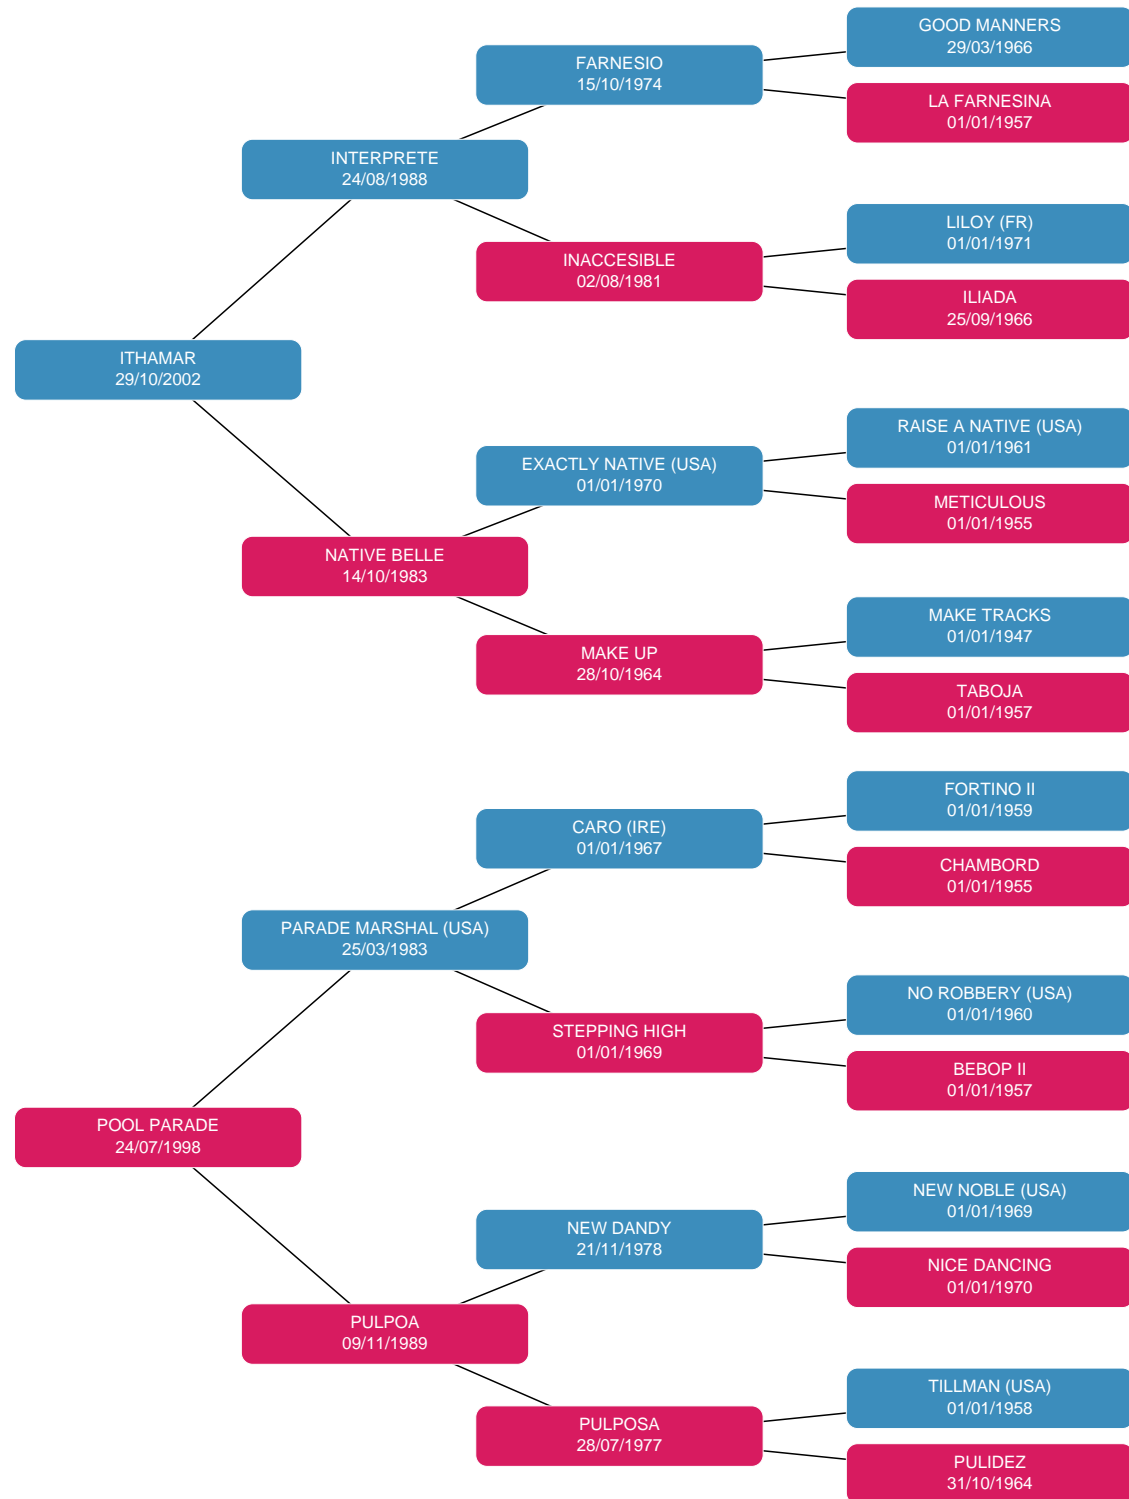 GOOD MANNERS
29/03/1966
FARNESIO
15/10/1974
LA FARNESINA
01/01/1957
INTERPRETE
24/08/1988
LILOY (FR)
01/01/1971
INACCESIBLE
02/08/1981
ILIADA
25/09/1966
ITHAMAR
29/10/2002
RAISE A NATIVE (USA)
01/01/1961
EXACTLY NATIVE (USA)
01/01/1970
METICULOUS
01/01/1955
NATIVE BELLE
14/10/1983
MAKE TRACKS
01/01/1947
MAKE UP
28/10/1964
TABOJA
01/01/1957
FORTINO II
01/01/1959
CARO (IRE)
01/01/1967
CHAMBORD
01/01/1955
PARADE MARSHAL (USA)
25/03/1983
NO ROBBERY (USA)
01/01/1960
STEPPING HIGH
01/01/1969
BEBOP II
01/01/1957
POOL PARADE
24/07/1998
NEW NOBLE (USA)
01/01/1969
NEW DANDY
21/11/1978
NICE DANCING
01/01/1970
PULPOA
09/11/1989
TILLMAN (USA)
01/01/1958
PULPOSA
28/07/1977
PULIDEZ
31/10/1964